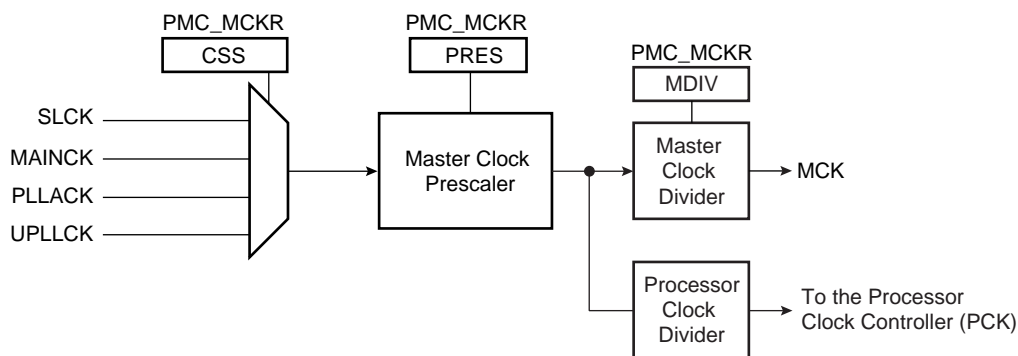 PMC_MCKR
CSS
PMC_MCKR
PRES
PMC_MCKR
MDIV
SLCK
MAINCK
PLLACK
UPLLCK
Master Clock
Prescaler
Master
Clock
Divider
MCK
Processor
Clock
Divider
To the Processor
Clock Controller (PCK)